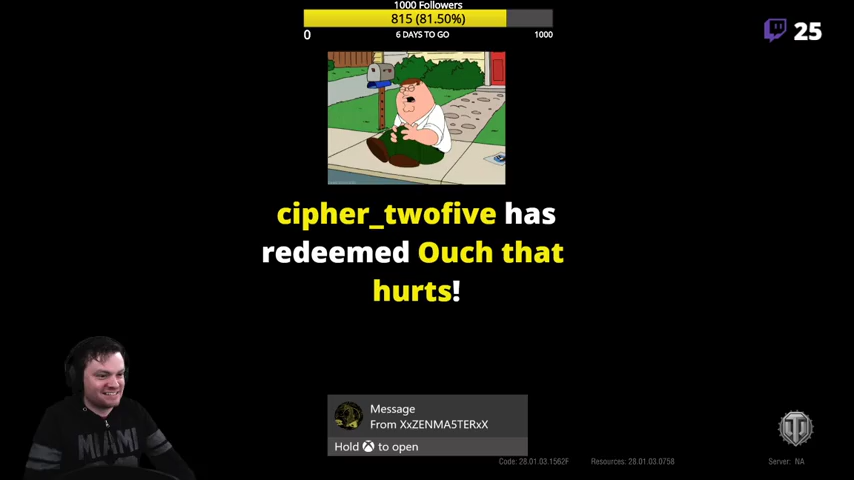 1000 Followers
815 (81.50%)
0 6 DAYS TO GO 1000
25
cipher_twofive has
redeemed Ouch that
hurts!
MIAMI
Message
From XxZENMA5TERxX
Hold X to open
Code: 28.01.03.1562F Resources: 28.01.03.0758 Server: NA